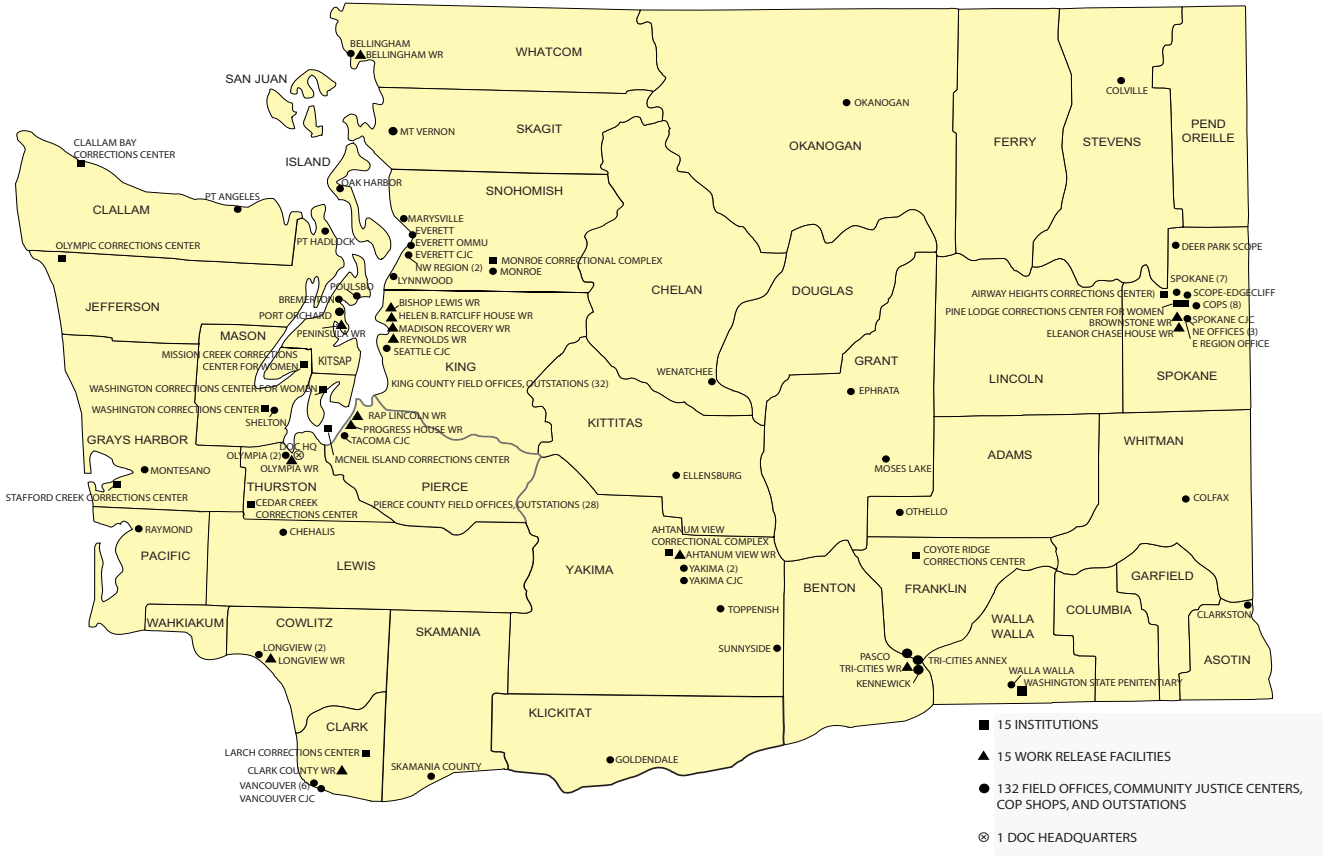 BELLINGHAM
BELLINGHAM WR
WHATCOM
SAN JUAN
SKAGIT
MT VERNON
OKANOGAN
OKANOGAN
COLVILLE
FERRY
STEVENS
PEND
OREILLE
CLALLAM BAY
CORRECTIONS CENTER
ISLAND
OAK HARBOR
SNOHOMISH
PT ANGELES
CLALLAM
MARYSVILLE
EVERETT
EVERETT OMMU
EVERETT CJC
NW REGION (2)
LYNNWOOD
PT HADLOCK
OLYMPIC CORRECTIONS CENTER
MONROE CORRECTIONAL COMPLEX
MONROE
DEER PARK SCOPE
JEFFERSON
POULSBO
BREMERTON
PORT ORCHARD
PENINSULA WR
BISHOP LEWIS WR
HELEN B. RATCLIFF HOUSE WR
MADISON RECOVERY WR
REYNOLDS WR
SEATTLE CJC
CHELAN
DOUGLAS
SPOKANE (7)
AIRWAY HEIGHTS CORRECTIONS CENTER)
SCOPE-EDGECLIFF
COPS (8)
PINE LODGE CORRECTIONS CENTER FOR WOMEN
BROWNSTONE WR
SPOKANE CJC
ELEANOR CHASE HOUSE WR
NE OFFICES (3)
E REGION OFFICE
MASON
MISSION CREEK CORRECTIONS
CENTER FOR WOMEN
KITSAP
KING
KING COUNTY FIELD OFFICES, OUTSTATIONS (32)
WENATCHEE
GRANT
EPHRATA
LINCOLN
SPOKANE
WASHINGTON CORRECTIONS CENTER FOR WOMEN
WASHINGTON CORRECTIONS CENTER
SHELTON
RAP LINCOLN WR
PROGRESS HOUSE WR
TACOMA CJC
KITTITAS
GRAYS HARBOR
DOC HQ
OLYMPIA (2)
OLYMPIA WR
MCNEIL ISLAND CORRECTIONS CENTER
WHITMAN
ADAMS
MONTESANO
MOSES LAKE
ELLENSBURG
STAFFORD CREEK CORRECTIONS CENTER
THURSTON
CEDAR CREEK
CORRECTIONS CENTER
PIERCE
PIERCE COUNTY FIELD OFFICES, OUTSTATIONS (28)
COLFAX
OTHELLO
RAYMOND
CHEHALIS
AHTANUM VIEW
CORRECTIONAL COMPLEX
AHTANUM VIEW WR
YAKIMA (2)
YAKIMA CJC
PACIFIC
LEWIS
YAKIMA
COYOTE RIDGE
CORRECTIONS CENTER
BENTON
FRANKLIN
GARFIELD
COLUMBIA
CLARKSTON
TOPPENISH
WAHKIAKUM
COWLITZ
SKAMANIA
WALLA
WALLA
SUNNYSIDE
LONGVIEW (2)
LONGVIEW WR
PASCO
TRI-CITIES ANNEX
TRI-CITIES WR
KENNEWICK
WALLA WALLA
WASHINGTON STATE PENITENTIARY
ASOTIN
KLICKITAT
CLARK
LARCH CORRECTIONS CENTER
CLARK COUNTY WR
VANCOUVER (6)
VANCOUVER CJC
SKAMANIA COUNTY
GOLDENDALE
15 INSTITUTIONS
15 WORK RELEASE FACILITIES
132 FIELD OFFICES, COMMUNITY JUSTICE CENTERS,
COP SHOPS, AND OUTSTATIONS
1 DOC HEADQUARTERS